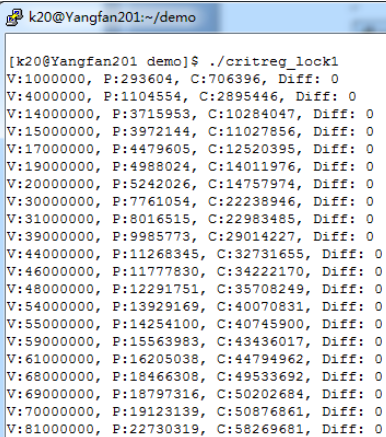 k20@Yangfan201:~/demo
[k20@Yangfan201 demo]$ ./critreg_lock1
V:1000000, P:293604, C:706396, Diff: 0
V:4000000, P:1104554, C:2895446, Diff: 0
V:14000000, P:3715953, C:10284047, Diff: 0
V:15000000, P:3972144, C:11027856, Diff: 0
V:17000000, P:4479605, C:12520395, Diff: 0
V:19000000, P:4988024, C:14011976, Diff: 0
V:20000000, P:5242026, C:14757974, Diff: 0
V:30000000, P:7761054, C:22238946, Diff: 0
V:31000000, P:8016515, C:22983485, Diff: 0
V:39000000, P:9985773, C:29014227, Diff: 0
V:44000000, P:11268345, C:32731655, Diff: 0
V:46000000, P:11777830, C:34222170, Diff: 0
V:48000000, P:12291751, C:35708249, Diff: 0
V:54000000, P:13929169, C:40070831, Diff: 0
V:55000000, P:14254100, C:40745900, Diff: 0
V:59000000, P:15563983, C:43436017, Diff: 0
V:61000000, P:16205038, C:44794962, Diff: 0
V:68000000, P:18466308, C:49533692, Diff: 0
V:69000000, P:18797316, C:50202684, Diff: 0
V:70000000, P:19123139, C:50876861, Diff: 0
V:81000000, P:22730319, C:58269681, Diff: 0